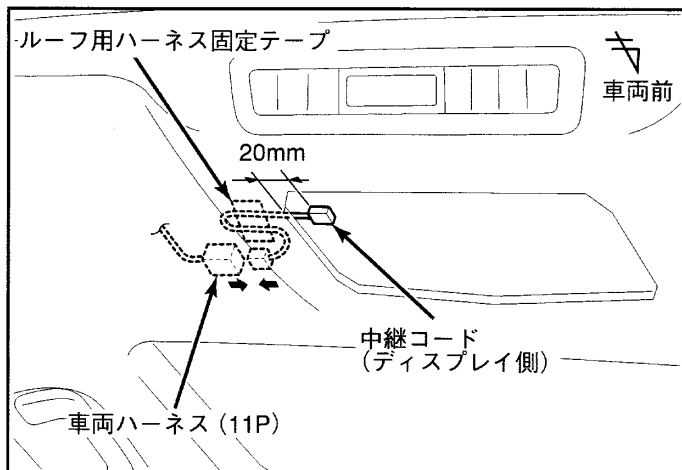 ルーフ用ハーネス固定テープ
車両前
20mm
中継コード
(ディスプレイ側)
車両ハーネス (11P)